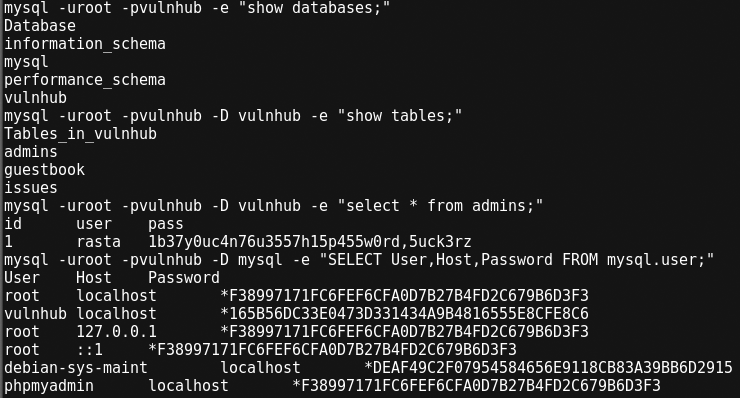 mysql -uroot -pvulnhub -e "show databases;"
Database
information_schema
mysql
performance_schema
vulnhub
mysql -uroot -pvulnhub -D vulnhub -e "show tables;"
Tables_in_vulnhub
admins
guestbook
issues
mysql -uroot -pvulnhub -D vulnhub -e "select * from admins;"
id	user	pass
1	rasta	1b37y0uc4n76u3557h15p455w0rd,5uck3rz
mysql -uroot -pvulnhub -D mysql -e "SELECT User,Host,Password FROM mysql.user;"
User	Host	Password
root	localhost	*F38997171FC6FEF6CFA0D7B27B4FD2C679B6D3F3
vulnhub	localhost	*165B56DC33E0473D331434A9B4816555E8CFE8C6
root	127.0.0.1	*F38997171FC6FEF6CFA0D7B27B4FD2C679B6D3F3
root	::1	*F38997171FC6FEF6CFA0D7B27B4FD2C679B6D3F3
debian-sys-maint	localhost	*DEAF49C2F07954584656E9118CB83A39BB6D2915
phpmyadmin	localhost	*F38997171FC6FEF6CFA0D7B27B4FD2C679B6D3F3